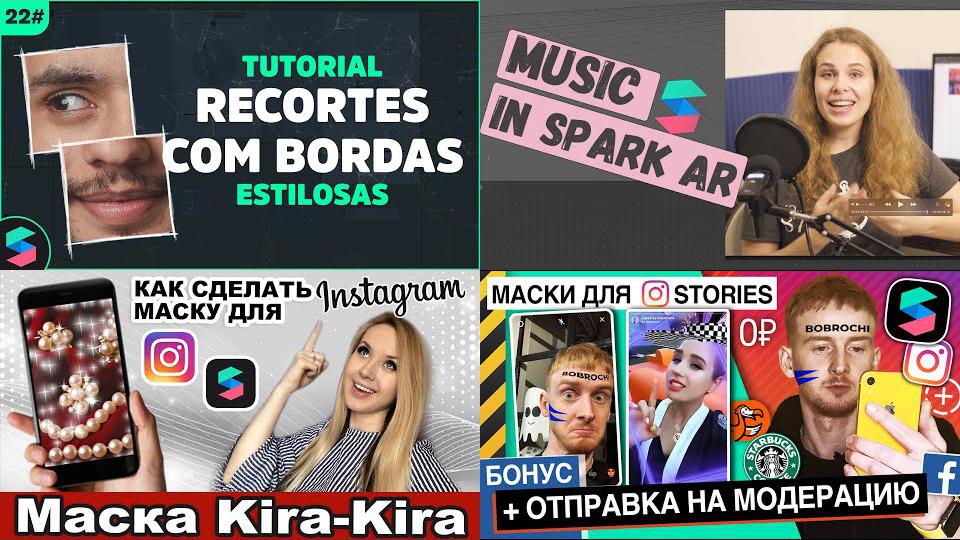 22#
TUTORIAL
RECORTES
COM BORDAS
ESTILOSAS
MUSIC
IN SPARK AR
КАК СДЕЛАТЬ
МАСКУ ДЛЯ
Instagram
Маска Kira-Kira
МАСКИ ДЛЯ STORIES
0₽
BOBROCHI
BOBROCHI
STARBUCKS
COFFEE
БОНУС
+ ОТПРАВКА НА МОДЕРАЦИЮ